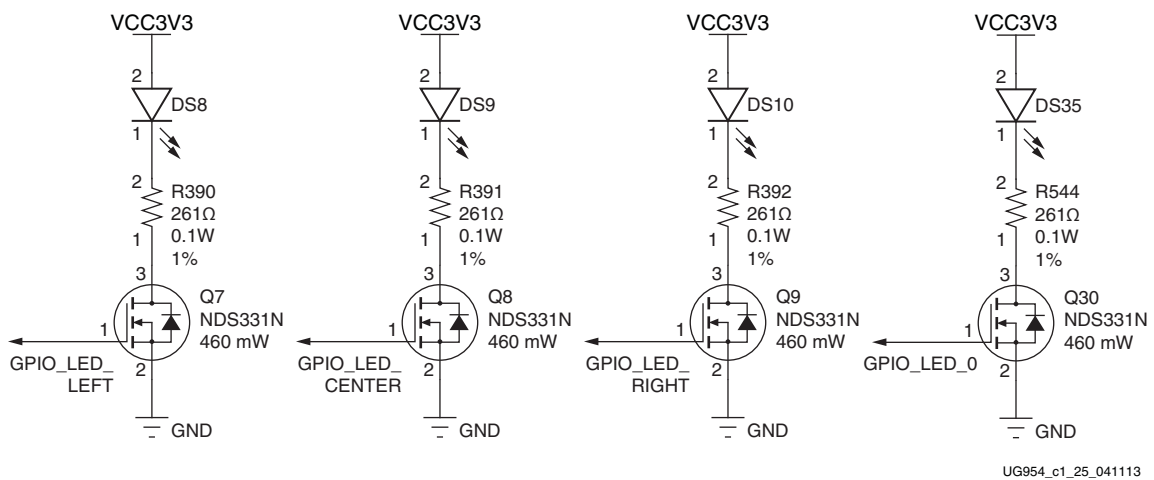 VCC3V3
2
DS8
1
2
R390
261Ω
0.1W
1
1%
3
Q7
NDS331N
460 mW
1
GPIO_LED_
LEFT
2
GND
VCC3V3
2
DS9
1
2
R391
261Ω
0.1W
1
1%
3
Q8
NDS331N
460 mW
1
GPIO_LED_
CENTER
2
GND
VCC3V3
2
DS10
1
2
R392
261Ω
0.1W
1
1%
3
Q9
NDS331N
460 mW
1
GPIO_LED_
RIGHT
2
GND
VCC3V3
2
DS35
1
2
R544
261Ω
0.1W
1
1%
3
Q30
NDS331N
460 mW
1
GPIO_LED_0
2
GND
UG954_c1_25_041113